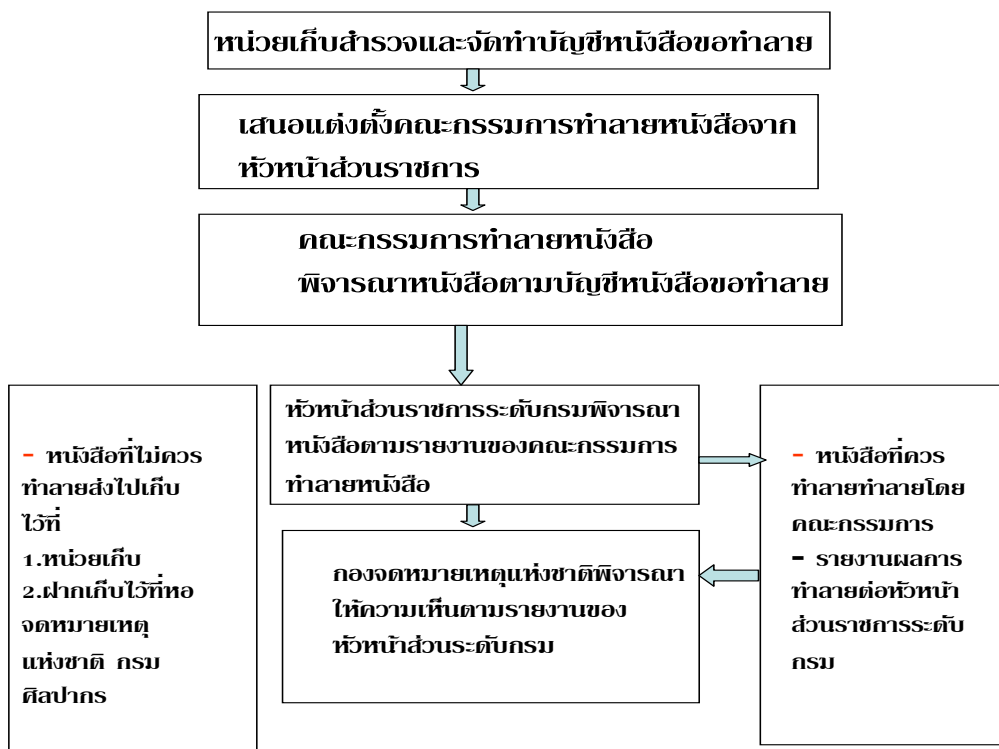 หน่วยเก็บสำรวจและจัดทำบัญชีหนังสือขอทำลาย
เสนอแต่งตั้งคณะกรรมการทำลายหนังสือจาก
หัวหน้าส่วนราชการ
คณะกรรมการทำลายหนังสือ
พิจารณาหนังสือตามบัญชีหนังสือขอทำลาย
หัวหน้าส่วนราชการระดับกรมพิจารณา
หนังสือตามรายงานของคณะกรรมการ
ทำลายหนังสือ
- หนังสือที่ไม่ควร
ทำลายส่งไปเก็บ
ไว้ที่
1.หน่วยเก็บ
2.ฝากเก็บไว้ที่หอ
จดหมายเหตุ
แห่งชาติ กรม
ศิลปากร
กองจดหมายเหตุแห่งชาติพิจารณา
ให้ความเห็นตามรายงานของ
หัวหน้าส่วนระดับกรม
- หนังสือที่ควร
ทำลายทำลายโดย
คณะกรรมการ
- รายงานผลการ
ทำลายต่อหัวหน้า
ส่วนราชการระดับ
กรม